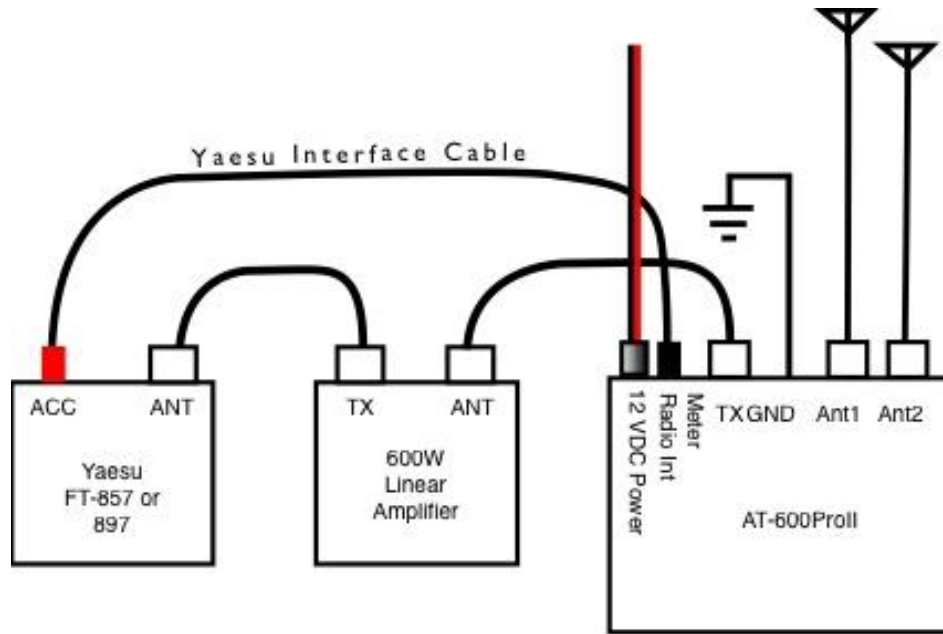 Yaesu Interface Cable
ACC
ANT
Yaesu
FT-857 or
897
TX
ANT
600W
Linear
Amplifier
12 VDC Power
Radio Int
Meter
TX
GND
Ant1
Ant2
AT-600ProII